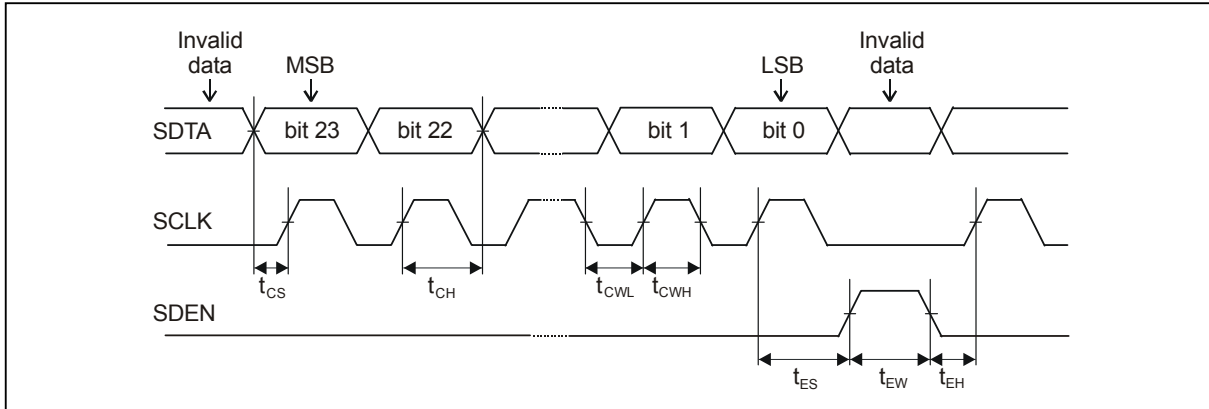 Invalid data
MSB
LSB
Invalid data
SDTA
bit 23
bit 22
bit 1
bit 0
SCLK
tCS
tCH
tCWL
tCWH
SDEN
tES
tEW
tEH